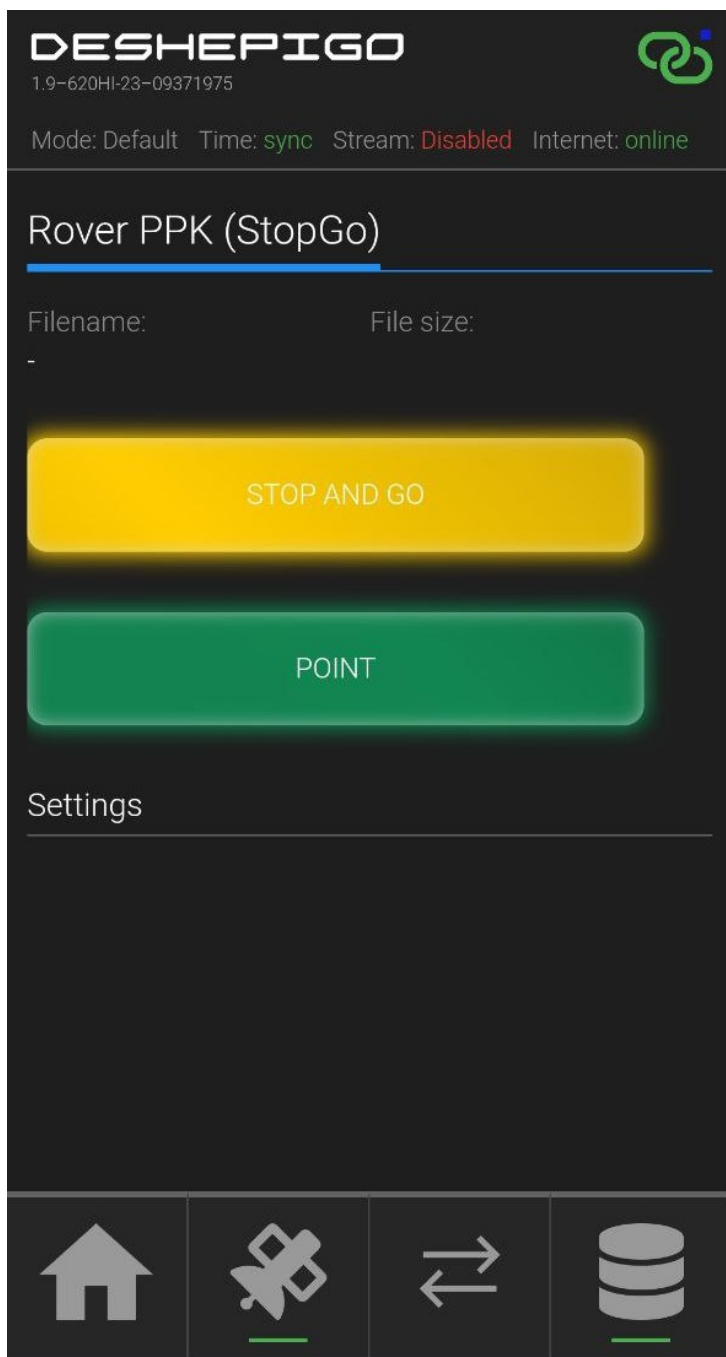 DESHEPIGO
1.9-620HI-23-09371975
Mode: Default Time: sync Stream: Disabled Internet: online
Rover PPK (StopGo)
Filename: File size:
-
STOP AND GO
POINT
Settings